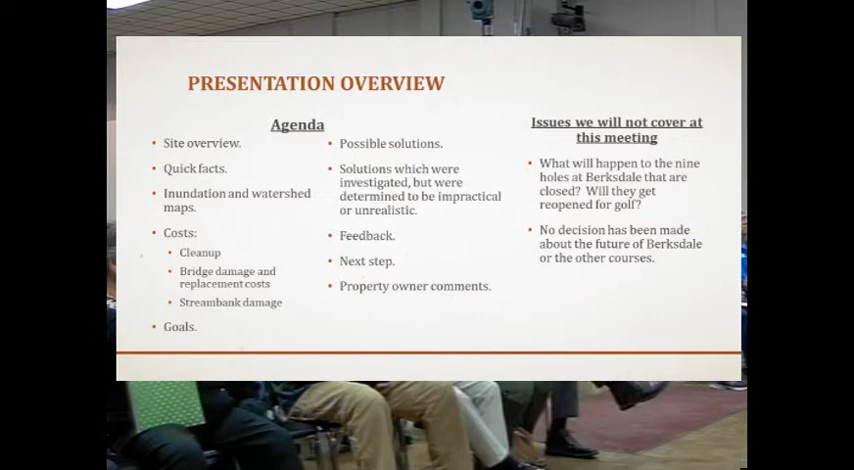 PRESENTATION OVERVIEW
Agenda
• Site overview.
• Quick facts.
• Inundation and watershed
maps.
• Costs:
• Cleanup
• Bridge damage and
replacement costs
• Streambank damage
• Goals.
• Possible solutions.
• Solutions which were
investigated, but were
determined to be impractical
or unrealistic.
• Feedback.
• Next step.
• Property owner comments.
Issues we will not cover at
this meeting
• What will happen to the nine
holes at Berksdale that are
closed? Will they get
reopened for golf?
• No decision has been made
about the future of Berksdale
or the other courses.